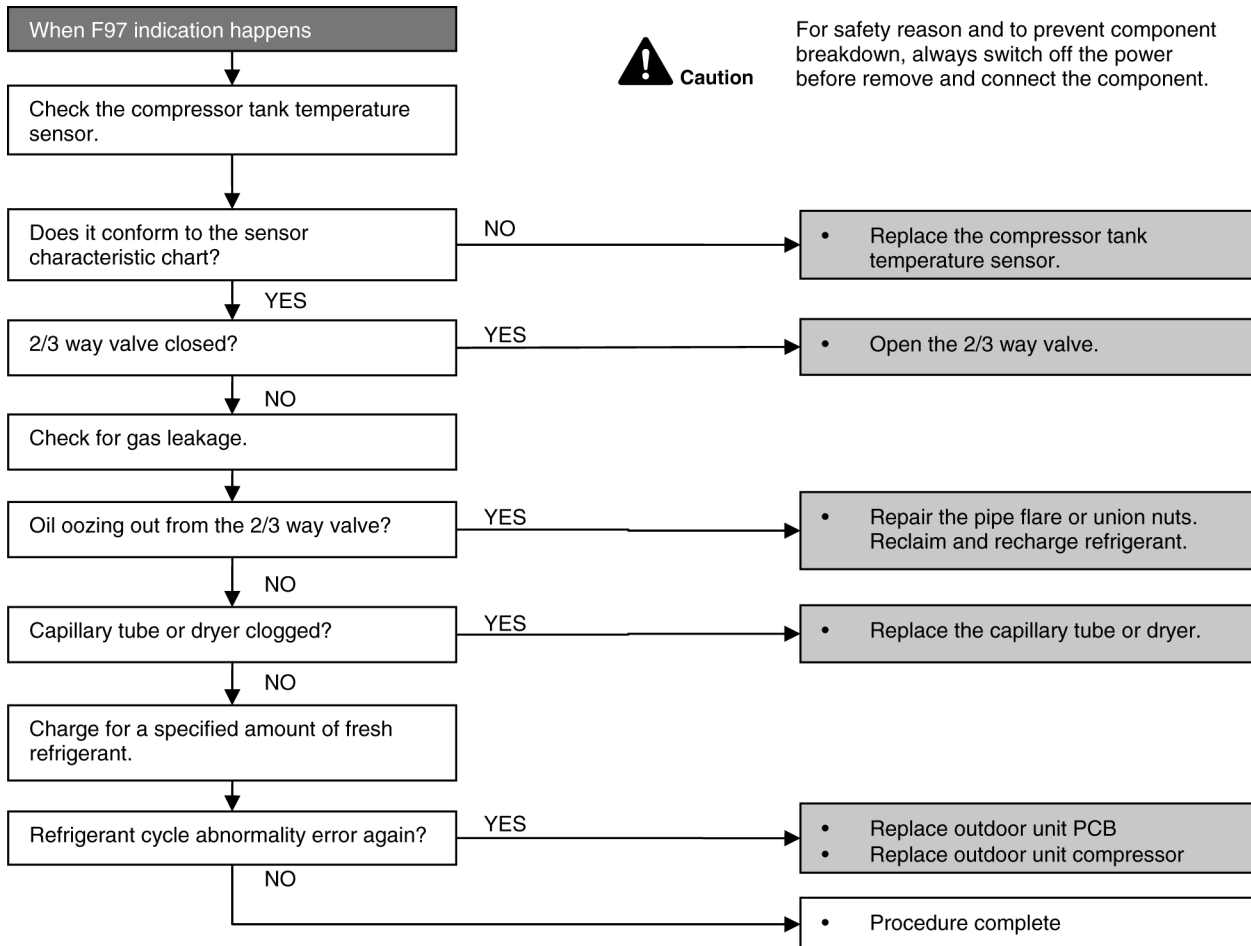 When F97 indication happens
Caution
For safety reason and to prevent component
breakdown, always switch off the power
before remove and connect the component.
Check the compressor tank temperature
sensor.
Does it conform to the sensor
characteristic chart?
NO
• Replace the compressor tank
temperature sensor.
YES
2/3 way valve closed?
YES
• Open the 2/3 way valve.
NO
Check for gas leakage.
Oil oozing out from the 2/3 way valve?
YES
• Repair the pipe flare or union nuts.
Reclaim and recharge refrigerant.
NO
Capillary tube or dryer clogged?
YES
• Replace the capillary tube or dryer.
NO
Charge for a specified amount of fresh
refrigerant.
Refrigerant cycle abnormality error again?
YES
• Replace outdoor unit PCB
• Replace outdoor unit compressor
NO
• Procedure complete